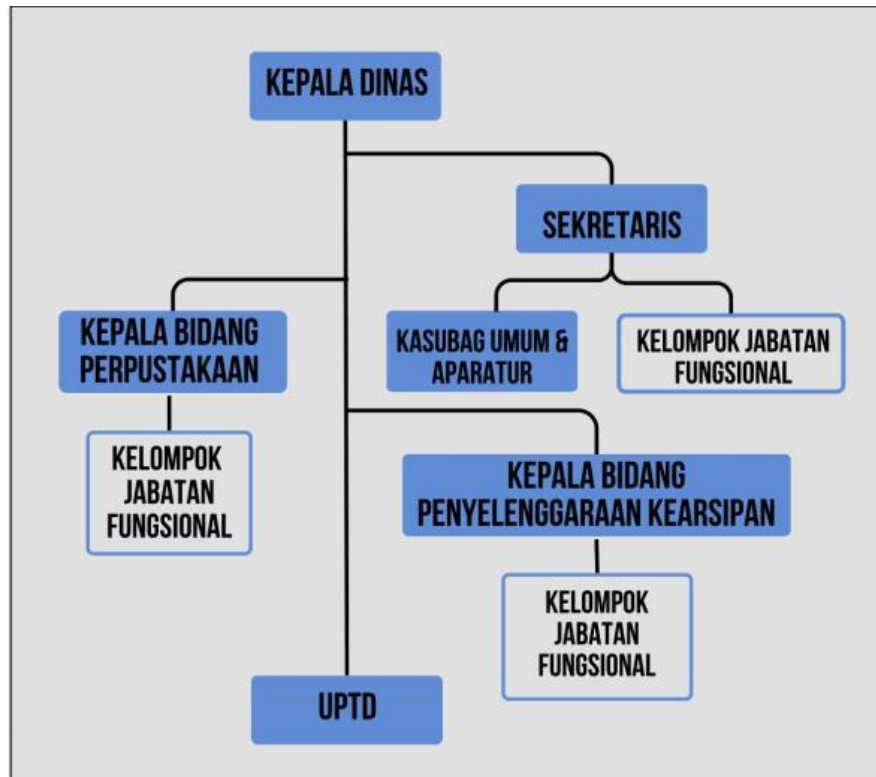 KEPALA DINAS
SEKRETARIS
KEPALA BIDANG
PERPUSTAKAAN
KASUBAG UMUM &
APARATUR
KELOMPOK JABATAN
FUNGSIONAL
KELOMPOK
JABATAN
FUNGSIONAL
KEPALA BIDANG
PENYELENGGARAAN KEARSIPAN
KELOMPOK
JABATAN
FUNGSIONAL
UPTD